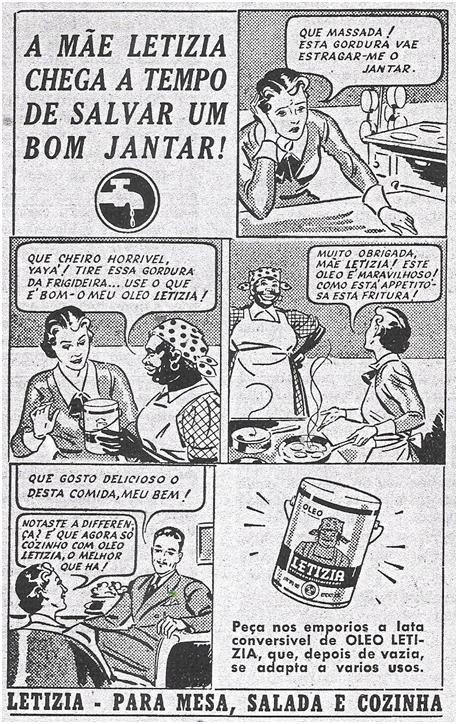 A MÃE LETIZIA
CHEGA A TEMPO
DE SALVAR UM
BOM JANTAR!
QUE MASSADA!
ESTA GORDURA VAE
ESTRAGAR-ME O
JANTAR.
QUE CHEIRO HORRIVEL,
YAYÁ! TIRE ESSA GORDURA
DA FRIGIDEIRA... USE O QUE
E' BOM-O MEU OLEO LETIZIA!
MUITO OBRIGADA,
MÃE LETIZIA! ESTE
OLEO É MARAVILHOSO!
COMO ESTÁ APPETITO-
SA ESTA FRITURA!
QUE GOSTO DELICIOSO O
DESTA COMIDA, MEU BEM!
NOTASTE A DIFFEREN-
ÇA? É QUE AGORA SÓ
COZINHO COM OLEO
LETIZIA, O MELHOR
QUE HA!
OLEO
LETIZIA
Peça nos emporios a lata
conversivel de OLEO LETI-
ZIA, que, depois de vazia,
se adapta a varios usos.
LETIZIA - PARA MESA, SALADA E COZINHA